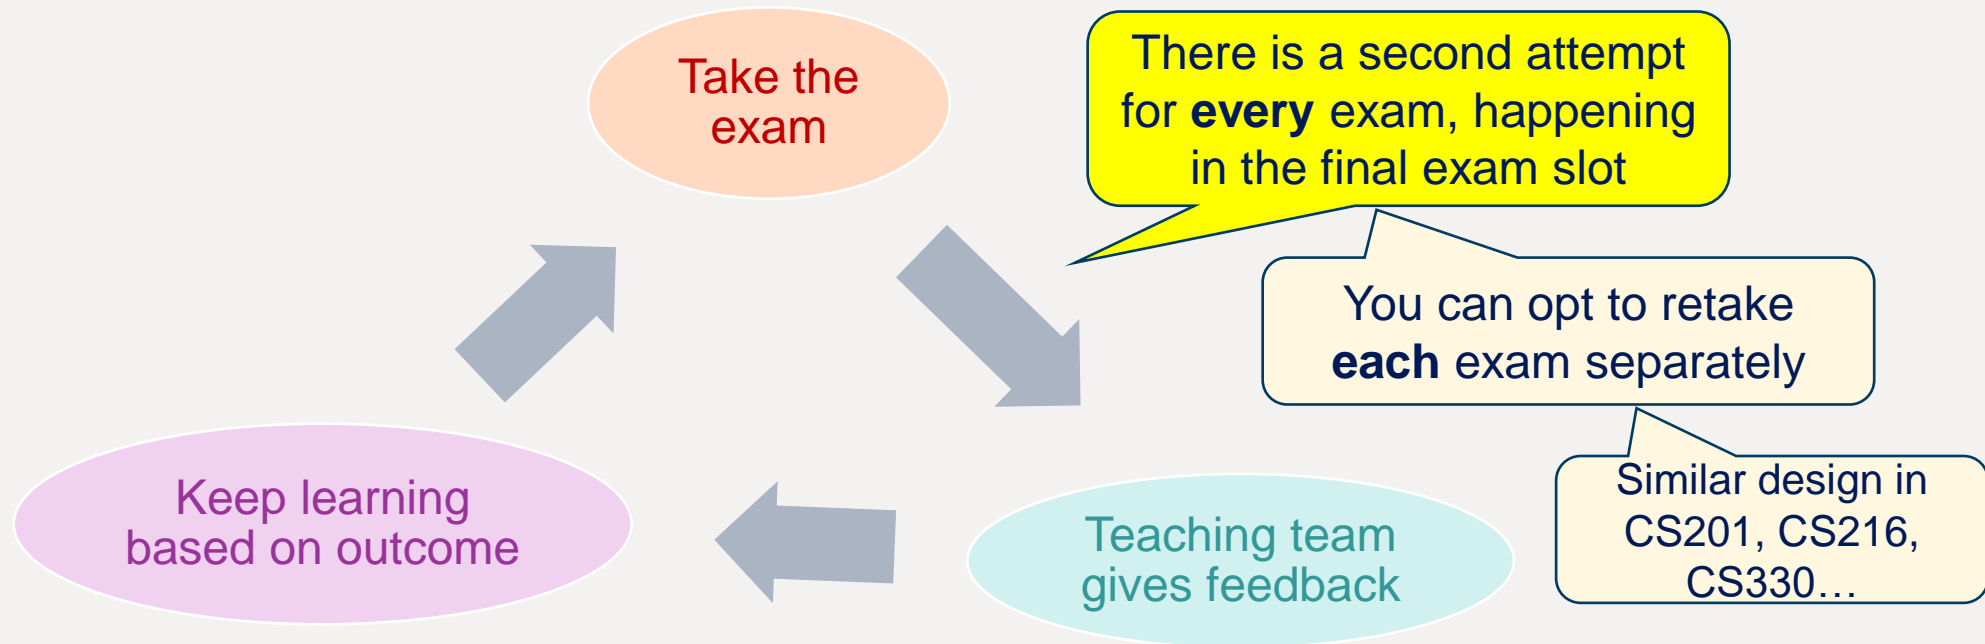 Take the
exam
There is a second attempt
for every exam, happening
in the final exam slot
You can opt to retake
each exam separately
Similar design in
CS201, CS216,
CS330…
Teaching team
gives feedback
Keep learning
based on outcome